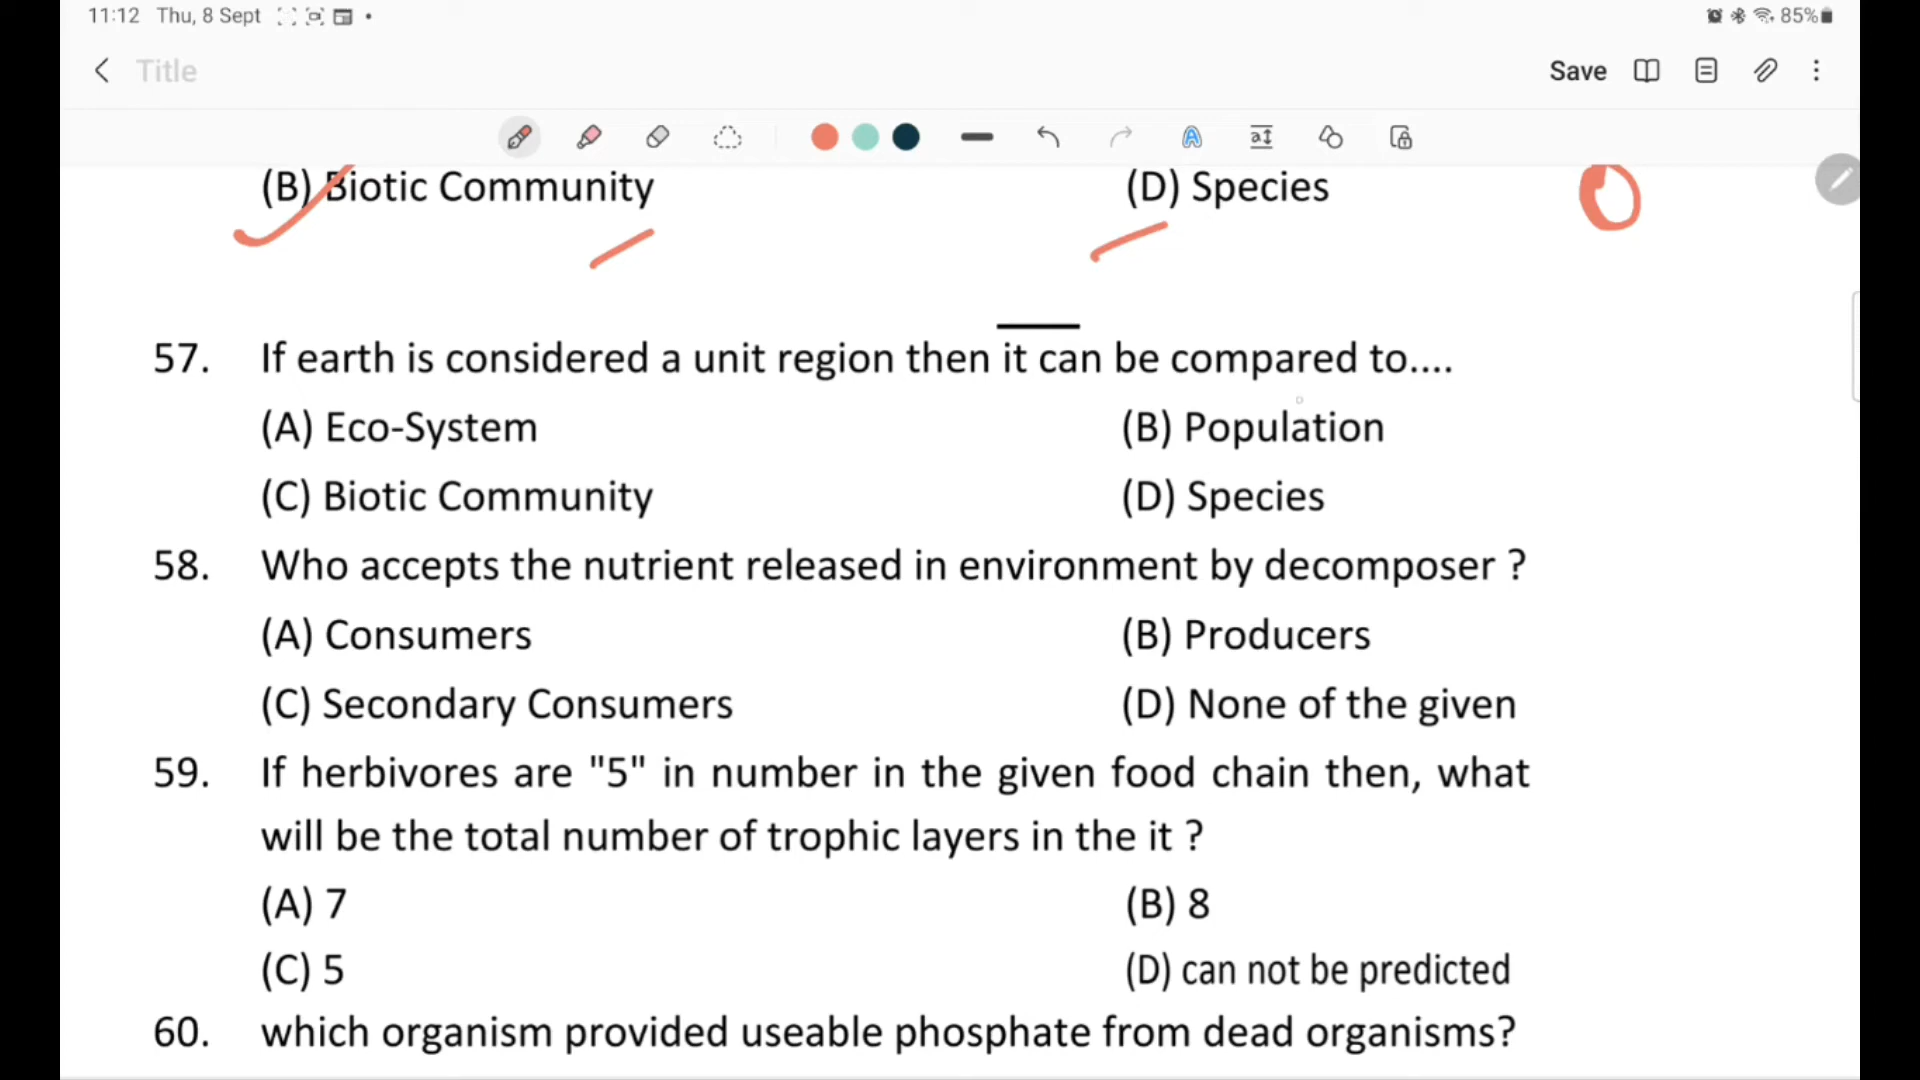 11:12 Thu, 8 Sept 85%
Title Save
(B) Biotic Community (D) Species
57. If earth is considered a unit region then it can be compared to....
(A) Eco-System (B) Population
(C) Biotic Community (D) Species
58. Who accepts the nutrient released in environment by decomposer ?
(A) Consumers (B) Producers
(C) Secondary Consumers (D) None of the given
59. If herbivores are "5" in number in the given food chain then, what
will be the total number of trophic layers in the it ?
(A) 7 (B) 8
(C) 5 (D) can not be predicted
60. which organism provided useable phosphate from dead organisms?